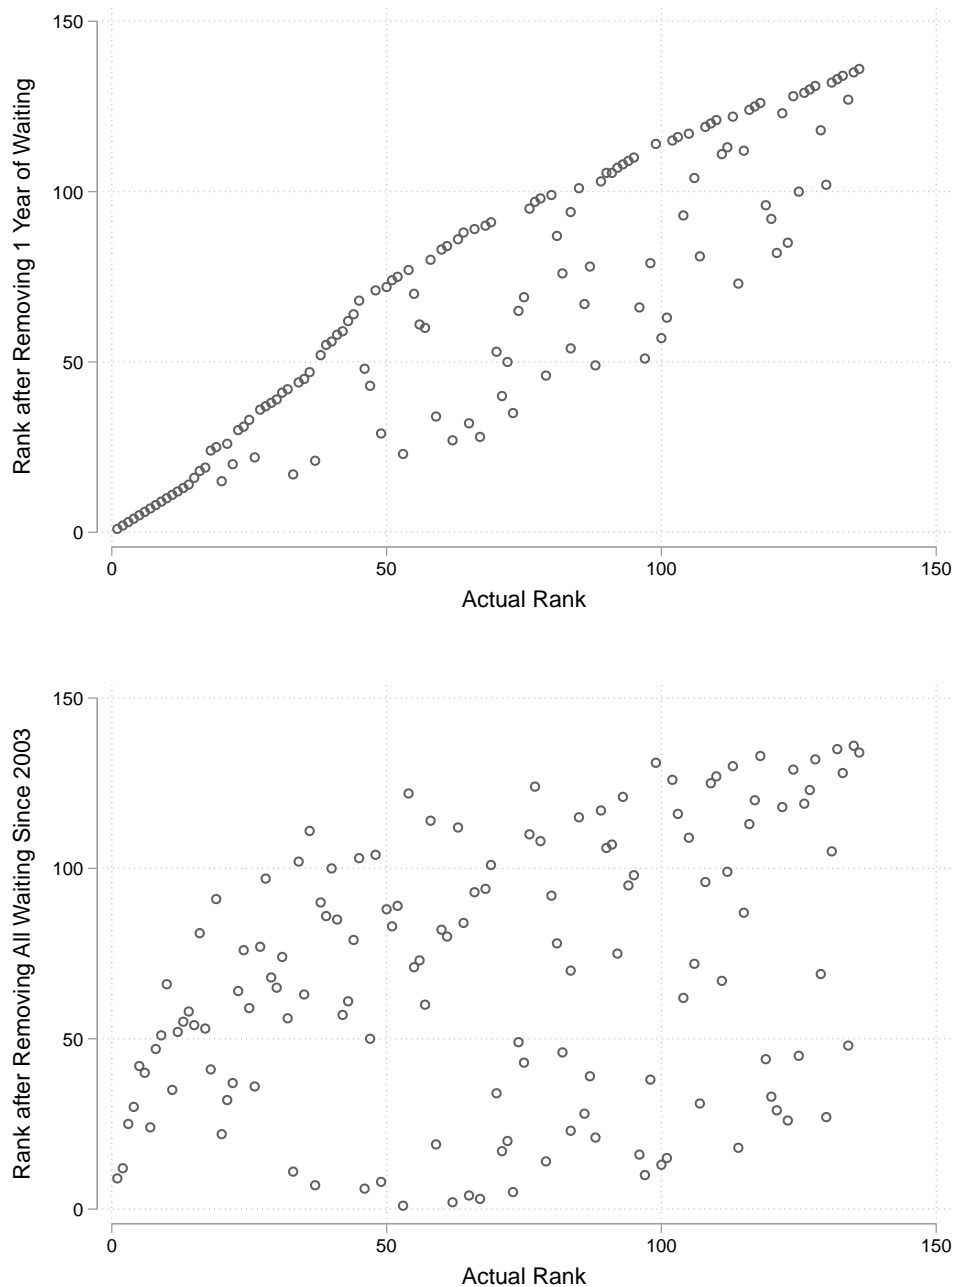 Rank after Removing 1 Year of Waiting
150
100
50
0
0 50 100 150
Actual Rank
Rank after Removing All Waiting Since 2003
150
100
50
0
0 50 100 150
Actual Rank